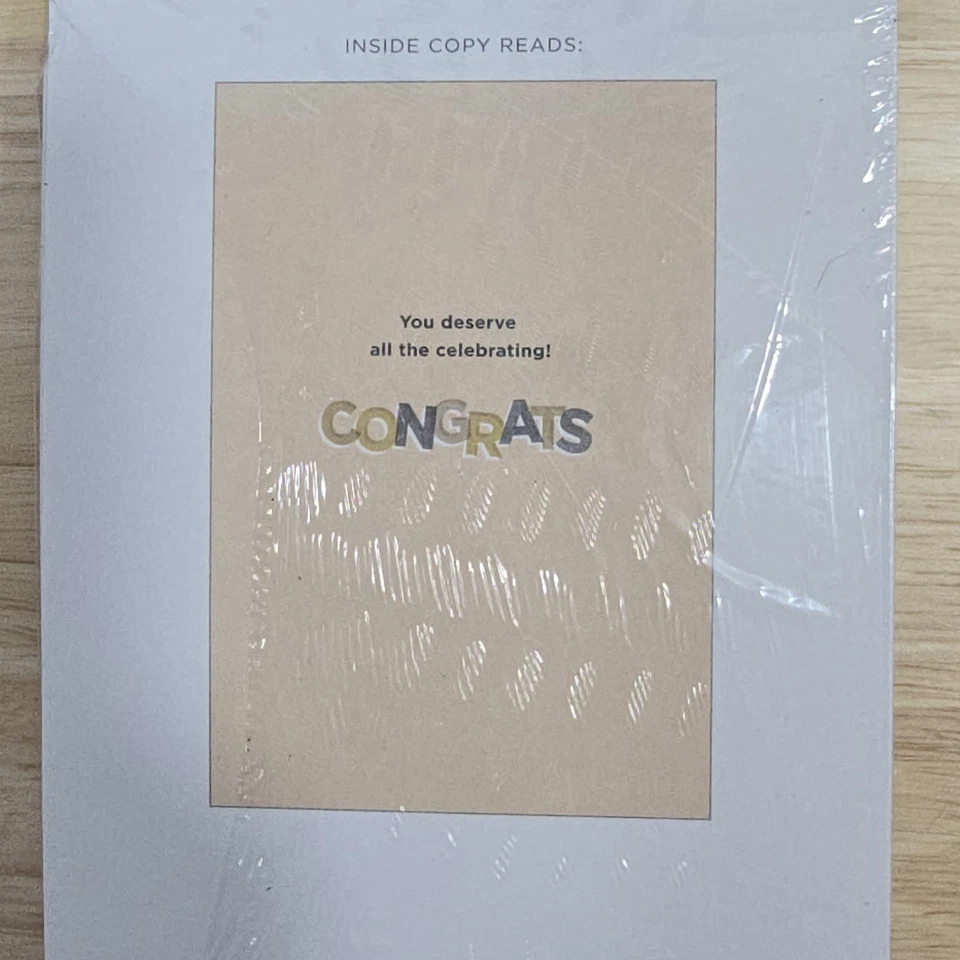 INSIDE COPY READS:
You deserve
all the celebrating!
CONGRATS